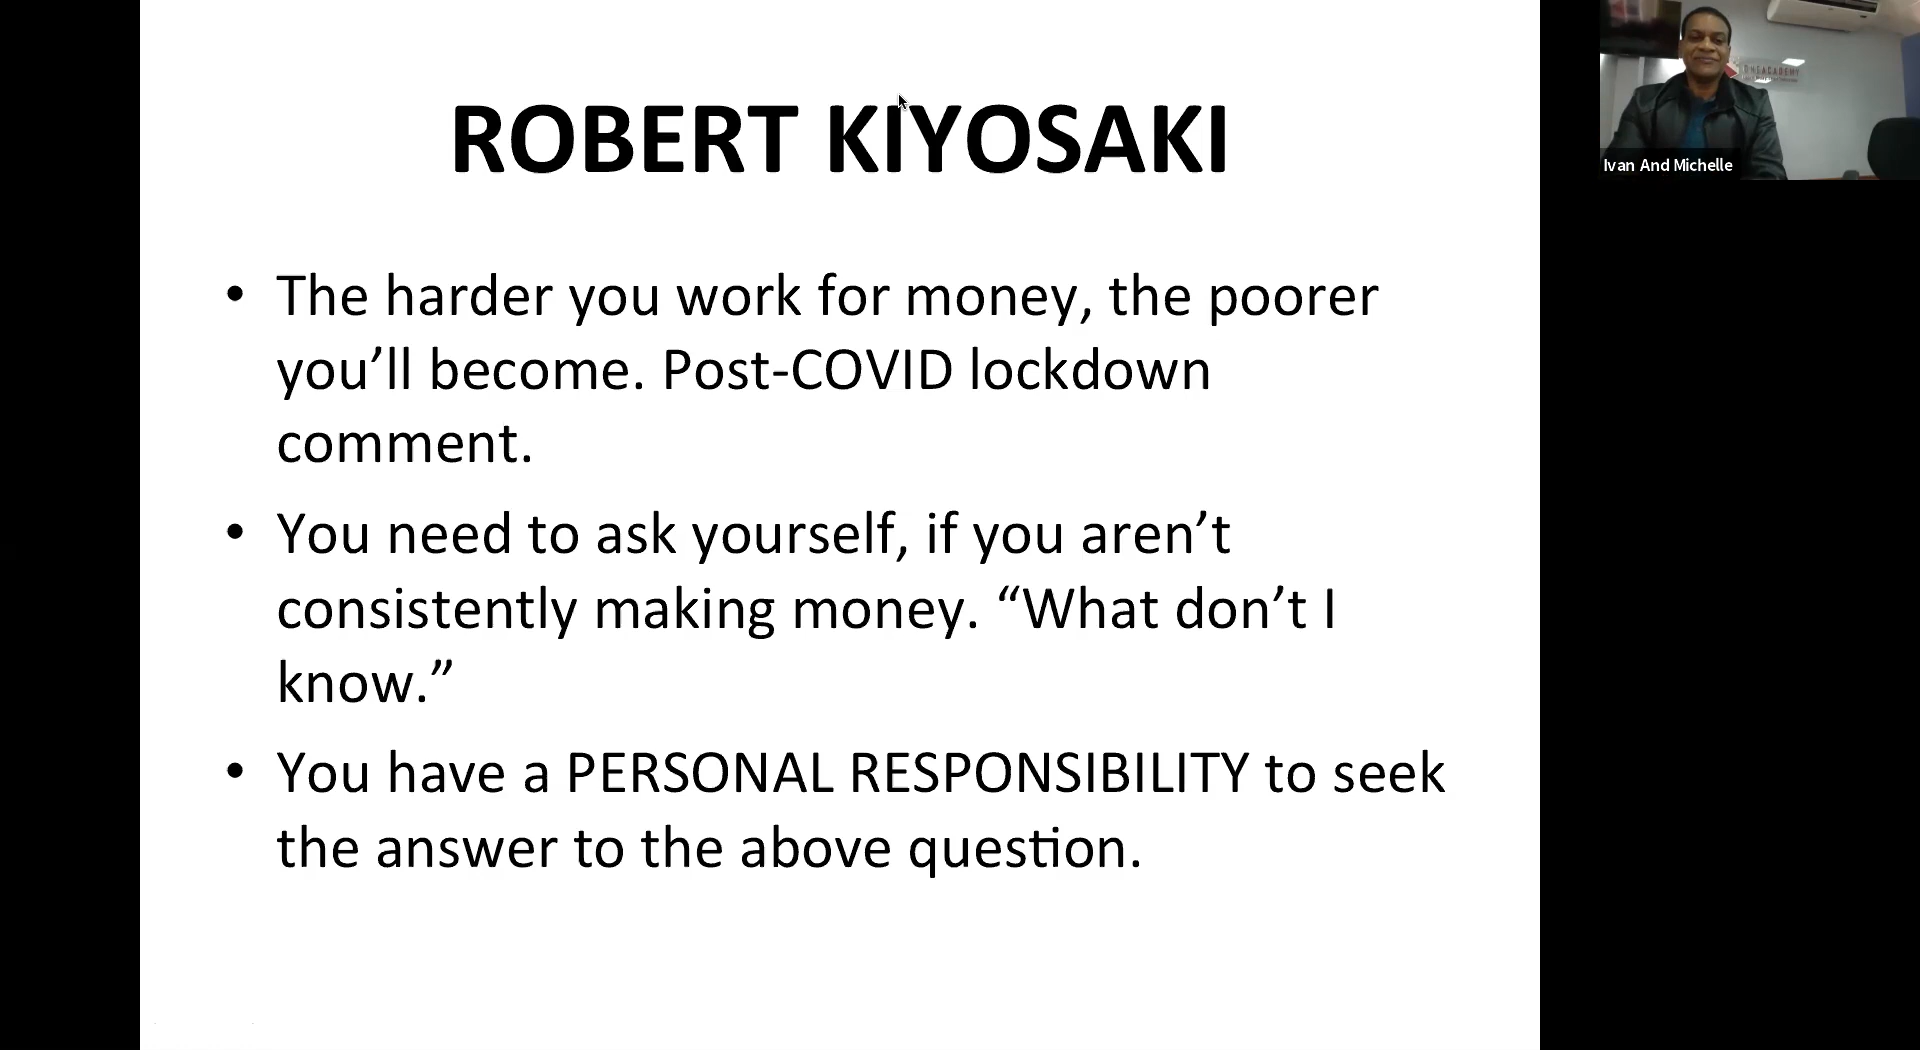 ROBERT KIYOSAKI
• The harder you work for money, the poorer
you’ll become. Post-COVID lockdown
comment.
• You need to ask yourself, if you aren’t
consistently making money. “What don’t I
know.”
• You have a PERSONAL RESPONSIBILITY to seek
the answer to the above question.
Ivan And Michelle